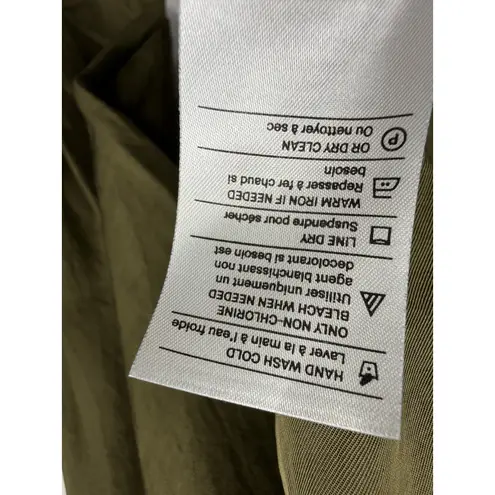 HAND WASH COLD
Laver à la main à l'eau froide
ONLY NON-CHLORINE
BLEACH WHEN NEEDED
Utiliser uniquement un
agent blanchissant non
decolorant si besoin est
LINE DRY
Suspendre pour sécher
WARM IRON IF NEEDED
Repasser à fer chaud si
besoin
P OR DRY CLEAN
Ou nettoyer à sec